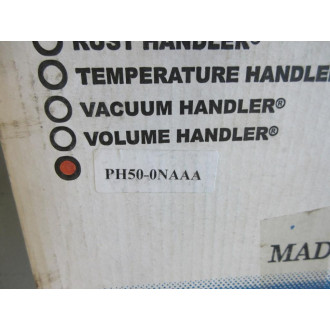 RUST HANDLER®
TEMPERATURE HANDLE
VACUUM HANDLER®
VOLUME HANDLER®
PH50-0NAAA
MAD